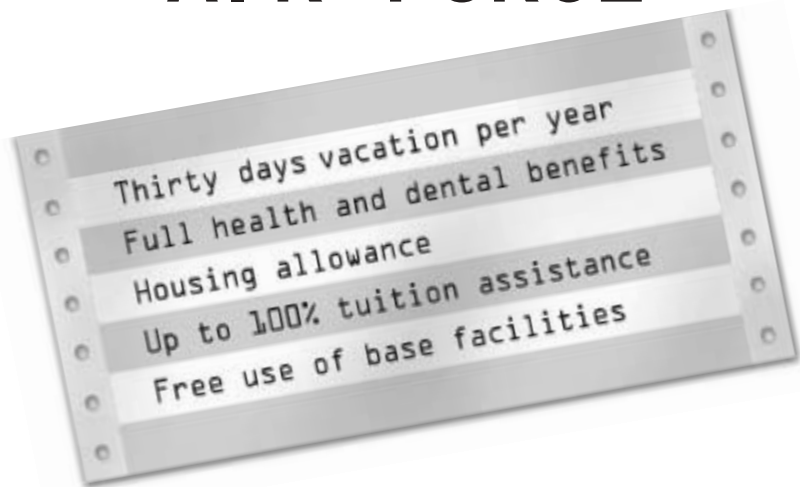 Thirty days vacation per year
Full health and dental benefits
Housing allowance
Up to 100% tuition assistance
Free use of base facilities